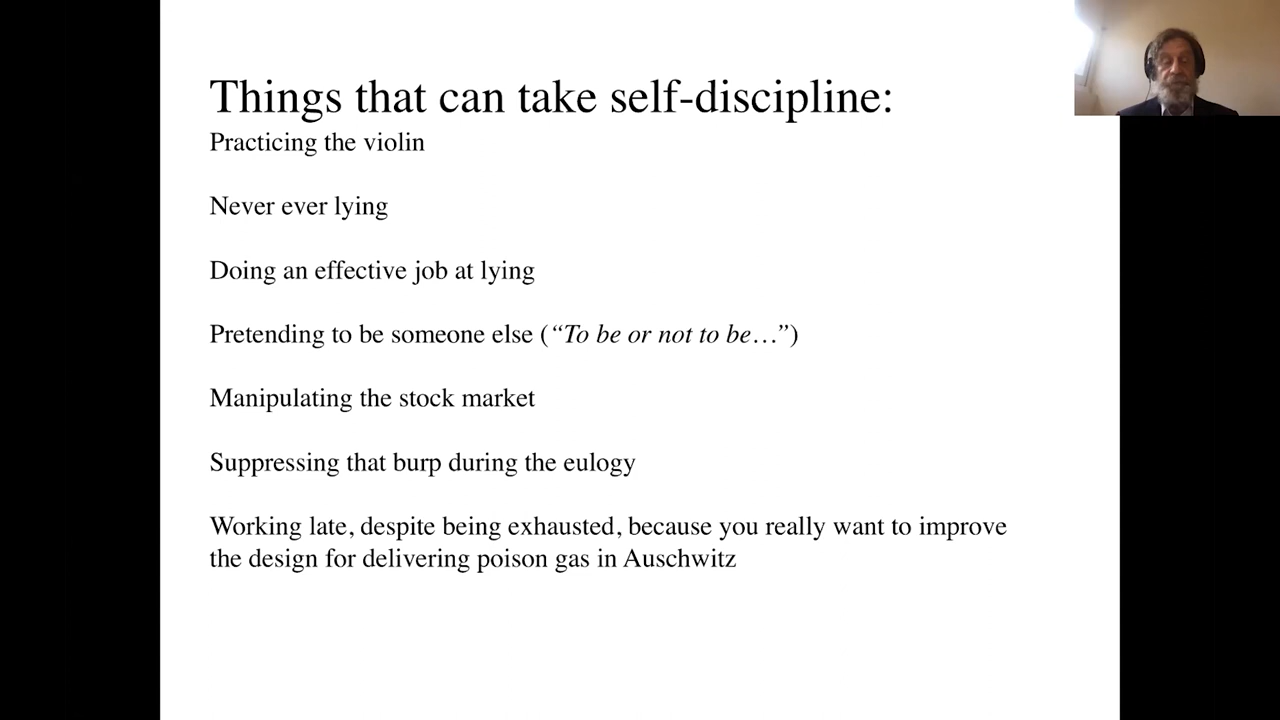 Things that can take self-discipline:
Practicing the violin
Never ever lying
Doing an effective job at lying
Pretending to be someone else (“To be or not to be…”)
Manipulating the stock market
Suppressing that burp during the eulogy
Working late, despite being exhausted, because you really want to improve
the design for delivering poison gas in Auschwitz